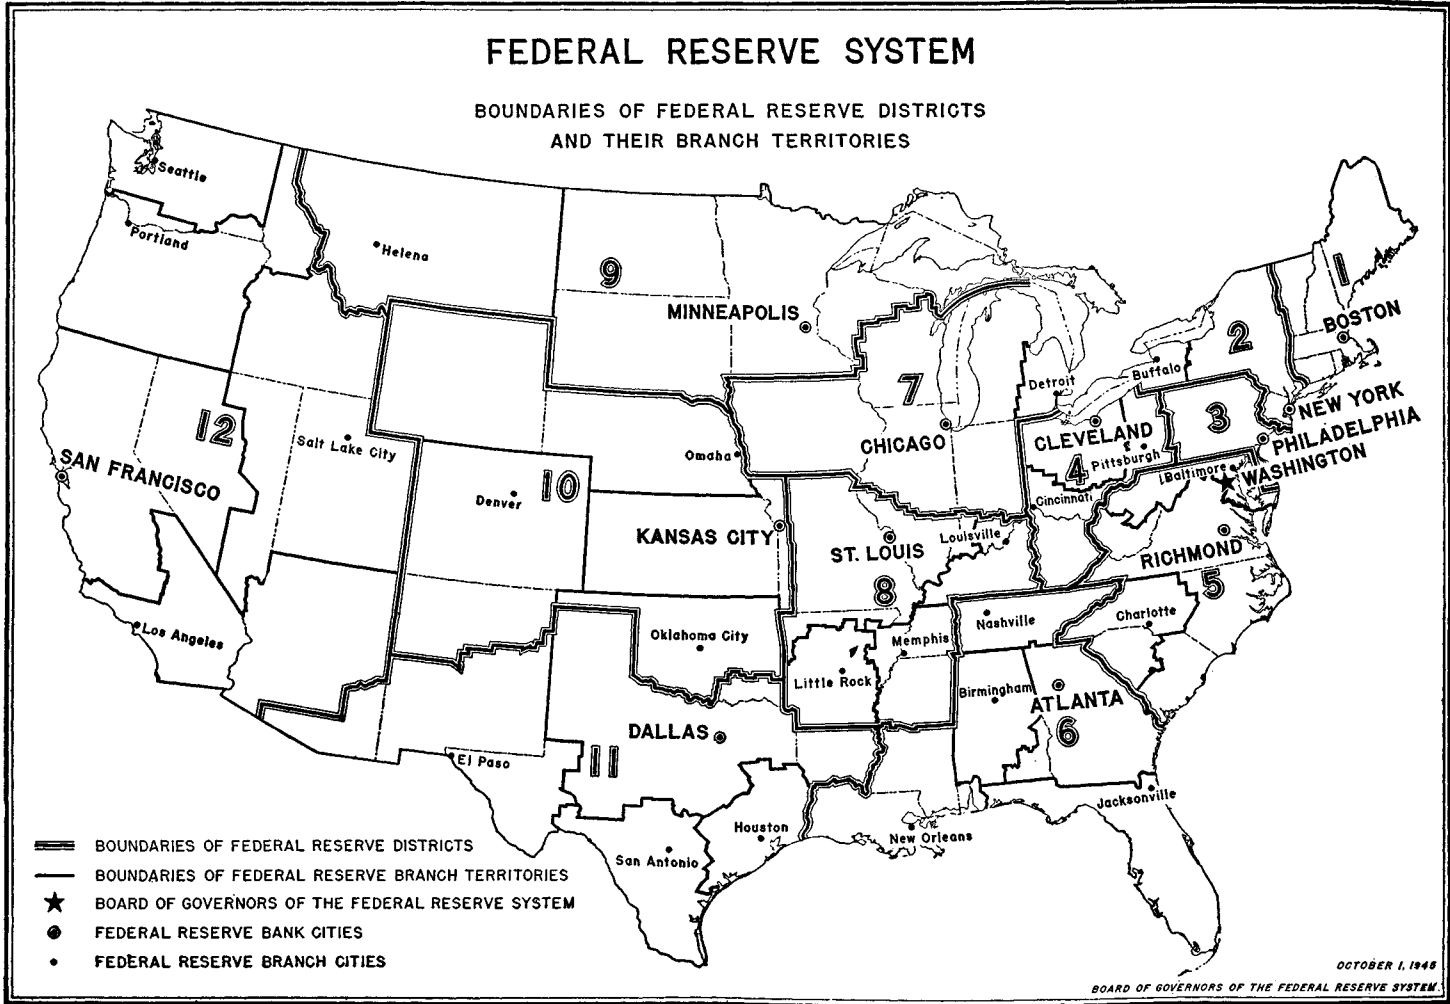 FEDERAL RESERVE SYSTEM
BOUNDARIES OF FEDERAL RESERVE DISTRICTS
AND THEIR BRANCH TERRITORIES
Seattle
Portland
Helena
9
MINNEAPOLIS
1
BOSTON
2
Buffalo
Detroit
7
CHICAGO
NEW YORK
3
PHILADELPHIA
CLEVELAND
Pittsburgh
4
WASHINGTON
Baltimore
12
Salt Lake City
SAN FRANCISCO
Omaha
Denver
10
Cincinnati
KANSAS CITY
ST. LOUIS
Louisville
8
RICHMOND
5
Los Angeles
Oklahoma City
Nashville
Charlotte
Memphis
Little Rock
Birmingham
ATLANTA
6
DALLAS
11
El Paso
Jacksonville
Houston
New Orleans
San Antonio
BOUNDARIES OF FEDERAL RESERVE DISTRICTS
BOUNDARIES OF FEDERAL RESERVE BRANCH TERRITORIES
BOARD OF GOVERNORS OF THE FEDERAL RESERVE SYSTEM
FEDERAL RESERVE BANK CITIES
FEDERAL RESERVE BRANCH CITIES
OCTOBER 1,
BOARD OF GOVERNORS OF THE FEDERAL RESERVE SYSTEM